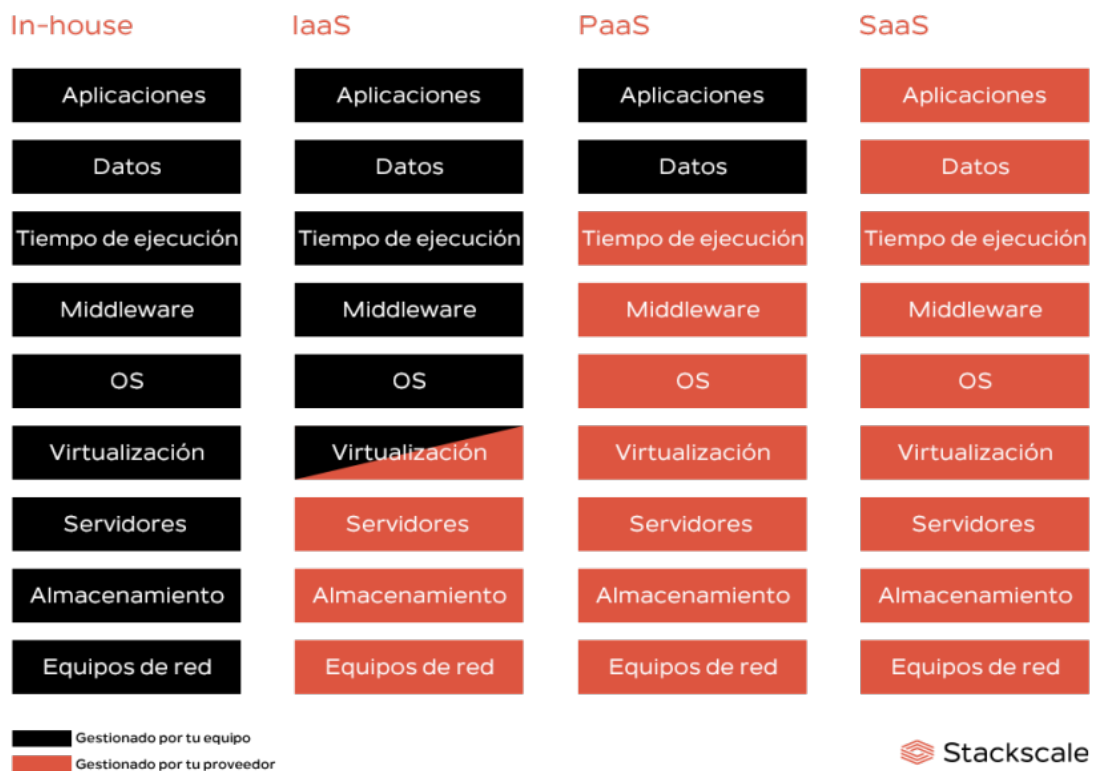 In-house IaaS PaaS SaaS
Aplicaciones Aplicaciones Aplicaciones Aplicaciones
Datos Datos Datos Datos
Tiempo de ejecución Tiempo de ejecución Tiempo de ejecución Tiempo de ejecución
Middleware Middleware Middleware Middleware
OS OS OS OS
Virtualización Virtualización Virtualización Virtualización
Servidores Servidores Servidores Servidores
Almacenamiento Almacenamiento Almacenamiento Almacenamiento
Equipos de red Equipos de red Equipos de red Equipos de red
Gestionado por tu equipo
Gestionado por tu proveedor
Stackscale